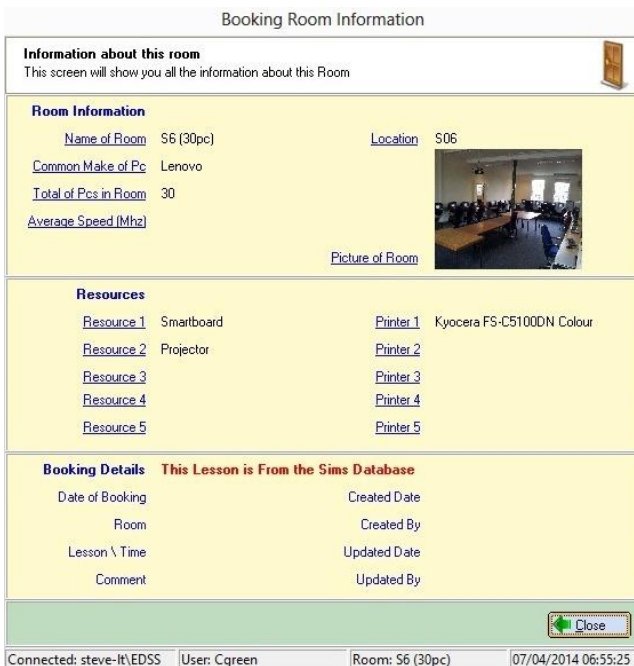 Booking Room Information
Information about this room
This screen will show you all the information about this Room
Room Information
Name of Room S6 (30pc) Location S06
Common Make of Pc Lenovo
Total of Pcs in Room 30
Average Speed (Mhz)
Picture of Room
Resources
Resource 1 Smartboard Printer 1 Kyocera FS-C5100DN Colour
Resource 2 Projector Printer 2
Resource 3 Printer 3
Resource 4 Printer 4
Resource 5 Printer 5
Booking Details This Lesson is From the Sims Database
Date of Booking Created Date
Room Created By
Lesson \ Time Updated Date
Comment Updated By
Close
Connected: steve-lt\EDSS User: Cgreen Room: S6 (30pc) 07/04/2014 06:55:25